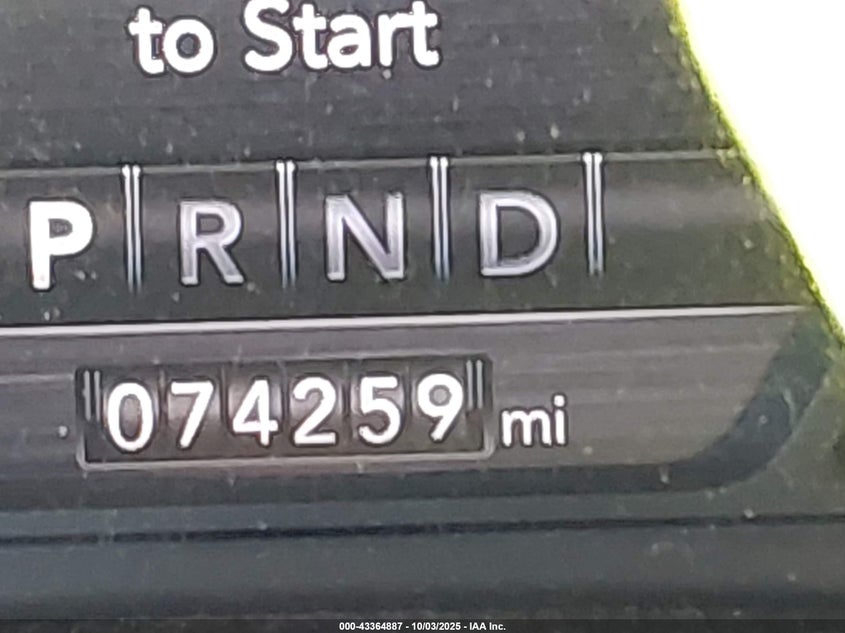 to Start
P R N D
074259 mi
000-43364887 - 10/03/2025 - IAA Inc.